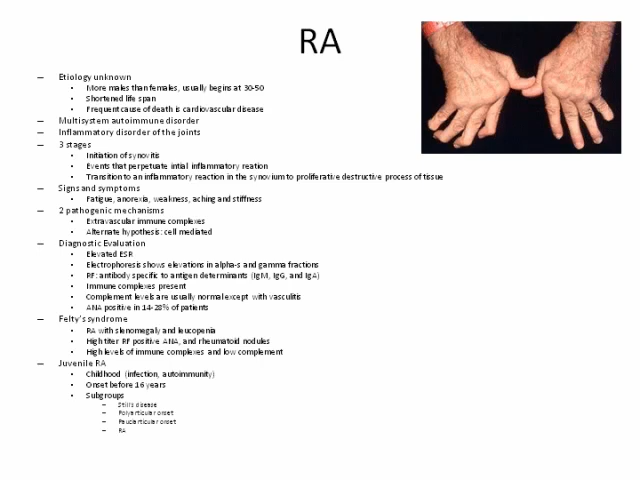 RA
– Etiology unknown
• More males than females, usually begins at 30-50
• Shortened life span
• Frequent cause of death is cardiovascular disease
– Multisystem autoimmune disorder
– Inflammatory disorder of the joints
– 3 stages
• Initiation of synovitis
• Events that perpetuate intial inflammatory reation
• Transition to an inflammatory reaction in the synovium to proliferative destructive process of tissue
– Signs and symptoms
• Fatigue, anorexia, weakness, aching and stiffness
– 2 pathogenic mechanisms
• Extravascular immune complexes
• Alternate hypothesis: cell mediated
– Diagnostic Evaluation
• Elevated ESR
• Electrophoresis shows elevations in alpha-s and gamma fractions
• RF: antibody specific to antigen determinants (IgM, IgG, and IgA)
• Immune complexes present
• Complement levels are usually normal except with vasculitis
• ANA positive in 14-28% of patients
– Felty's syndrome
• RA with slenomegaly and leucopenia
• High titer RF positive ANA, and rheumatoid nodules
• High levels of immune complexes and low complement
– Juvenile RA
• Childhood (infection, autoimmunity)
• Onset before 16 years
• Subgroups
– Still's disease
– Polyarticular onset
– Pauciarticular onset
– RA